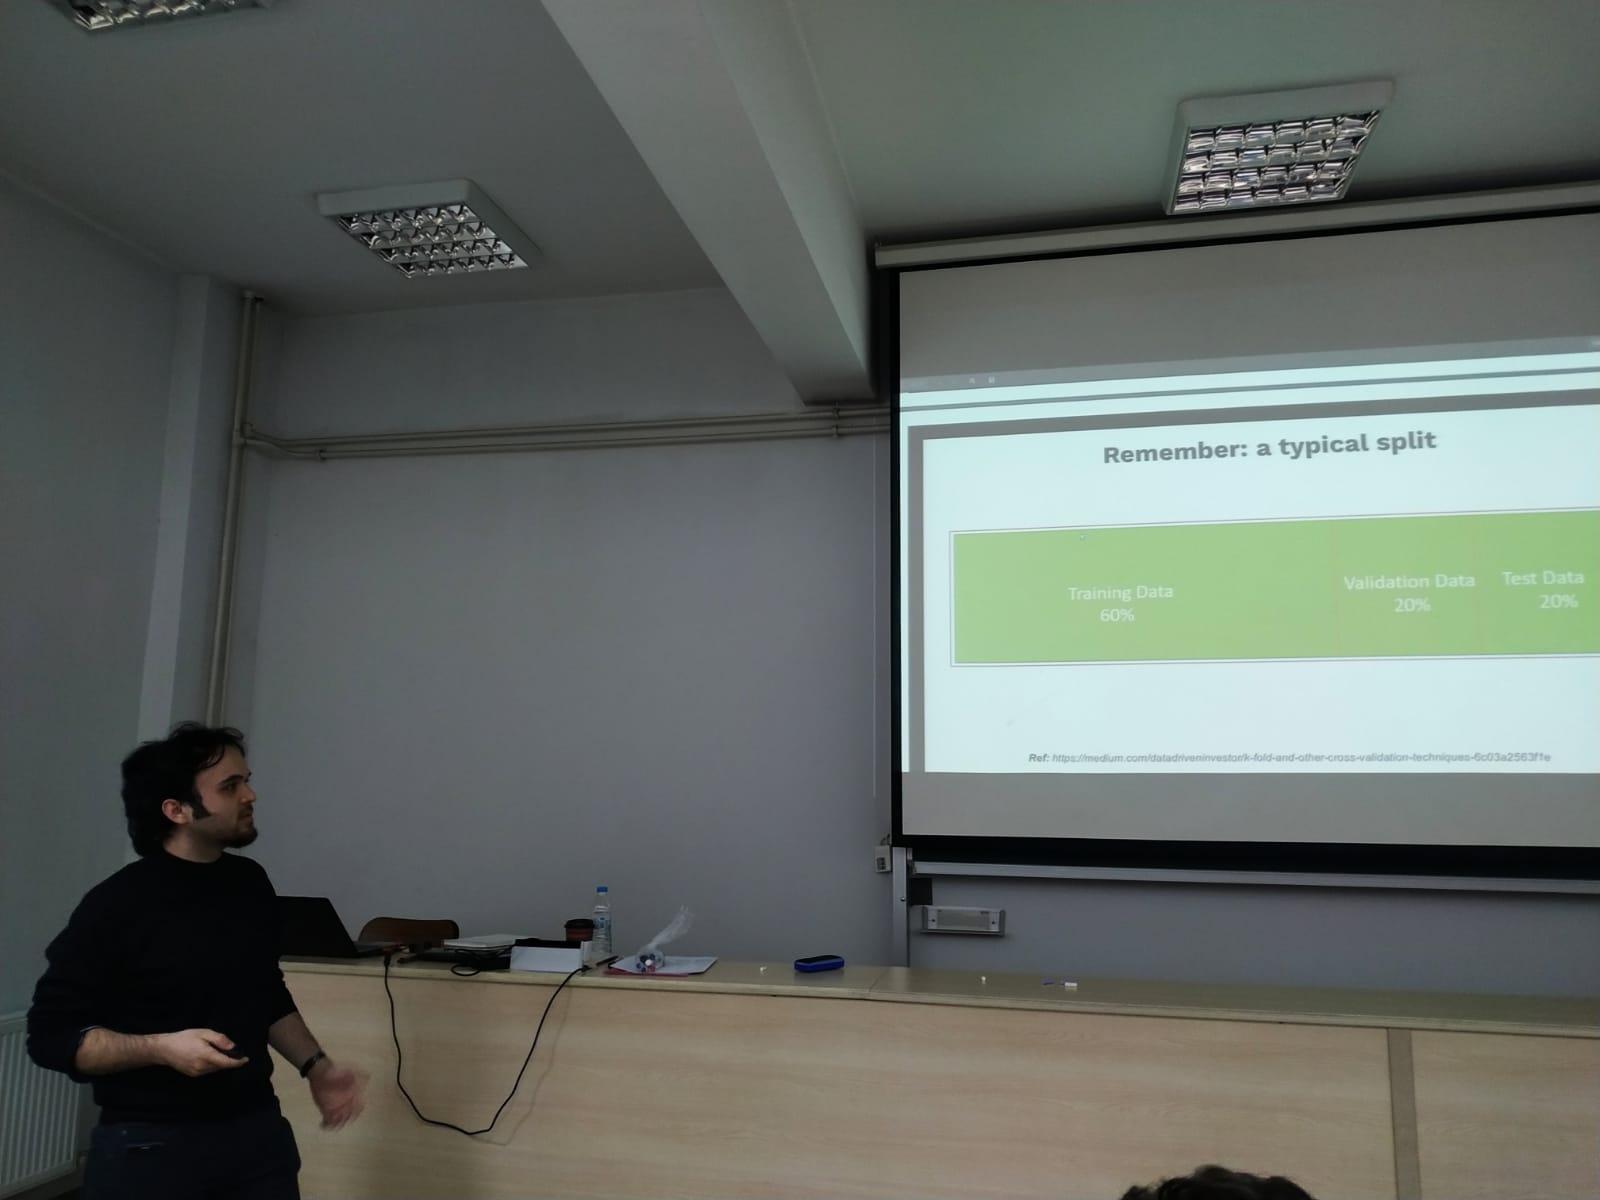 Remember: a typical split
Training Data
60%
Validation Data
20%
Test Data
20%
Ref: https://medium.com/datadriveninvestor/k-fold-and-other-cross-validation-techniques-6c03a2563f1e